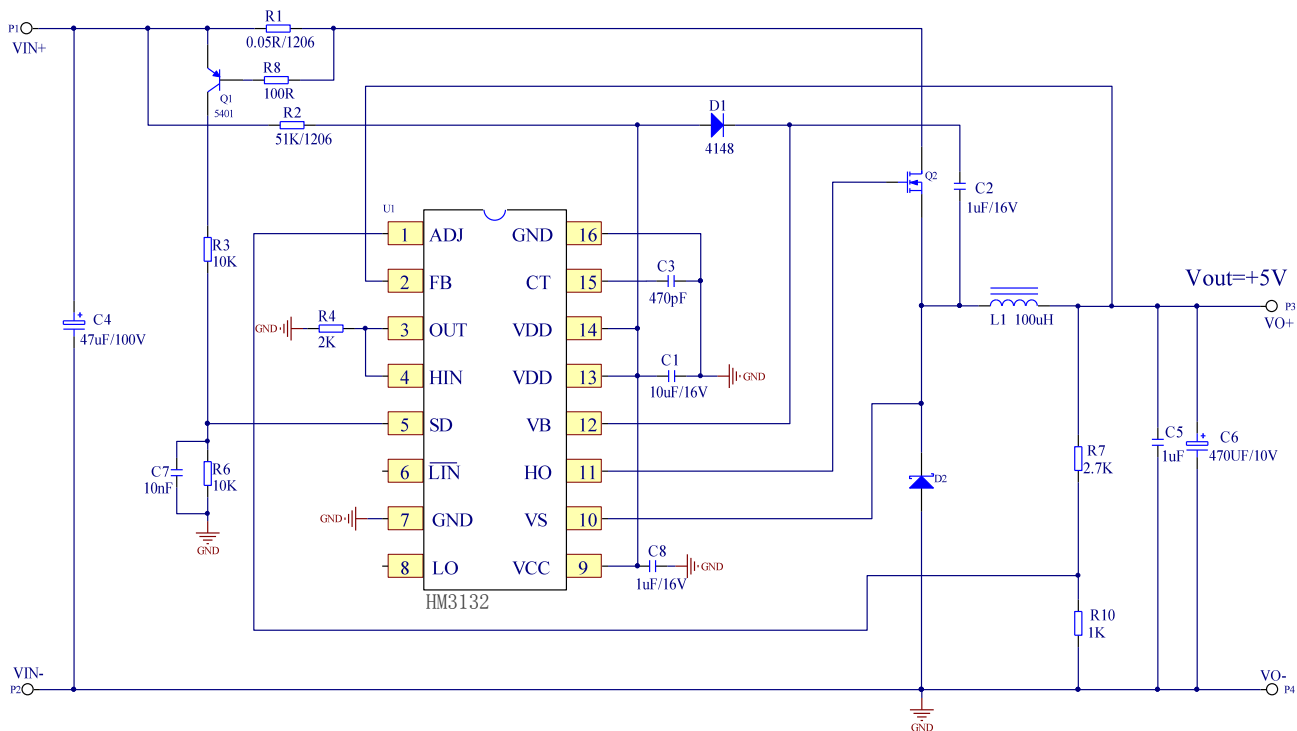 R1
P1
VIN+
0.05R/1206
R8
100R
Q1
5401
R2
51K/1206
D1
4148
Q2
C2
1uF/16V
U1
1 ADJ GND 16
2 FB CT 15
3 OUT VDD 14
4 HIN VDD 13
5 SD VB 12
6 LIN HO 11
7 GND VS 10
8 LO VCC 9
HM3132
R3
10K
C3
470pF
GND
R4
2K
C1
10uF/16V
GND
C4
47uF/100V
C7
10nF
R6
10K
GND
GND
C8
1uF/16V
GND
Vout=+5V
L1 100uH
P3
VO+
R7
2.7K
C5
1uF
C6
470UF/10V
D2
R10
1K
VIN-
P2
VO-
P4
GND